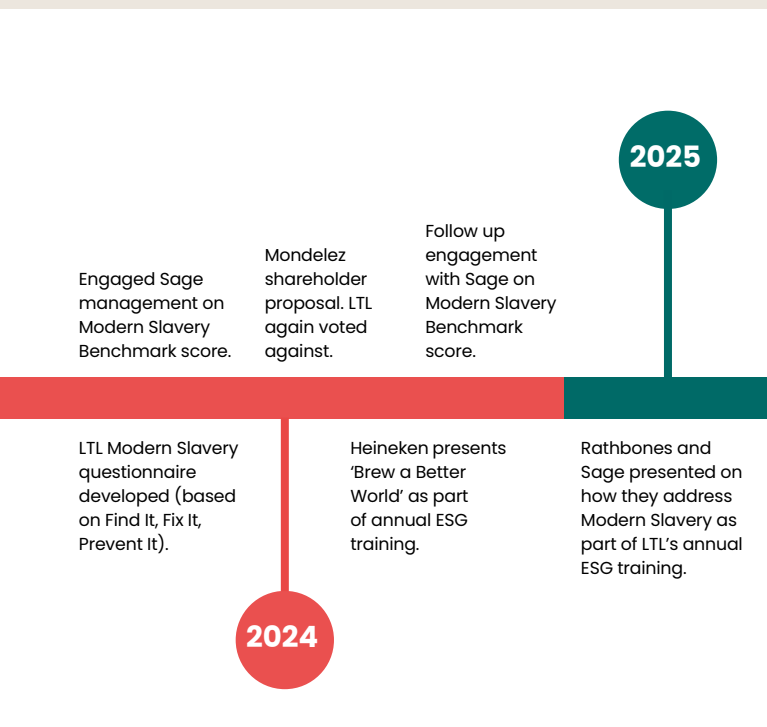 2025
Engaged Sage
management on
Modern Slavery
Benchmark score.
Mondelez
shareholder
proposal. LTL
again voted
against.
Follow up
engagement
with Sage on
Modern Slavery
Benchmark
score.
LTL Modern Slavery
questionnaire
developed (based
on Find It, Fix It,
Prevent It).
Heineken presents
‘Brew a Better
World’ as part
of annual ESG
training.
Rathbones and
Sage presented on
how they address
Modern Slavery as
part of LTL’s annual
ESG training.
2024